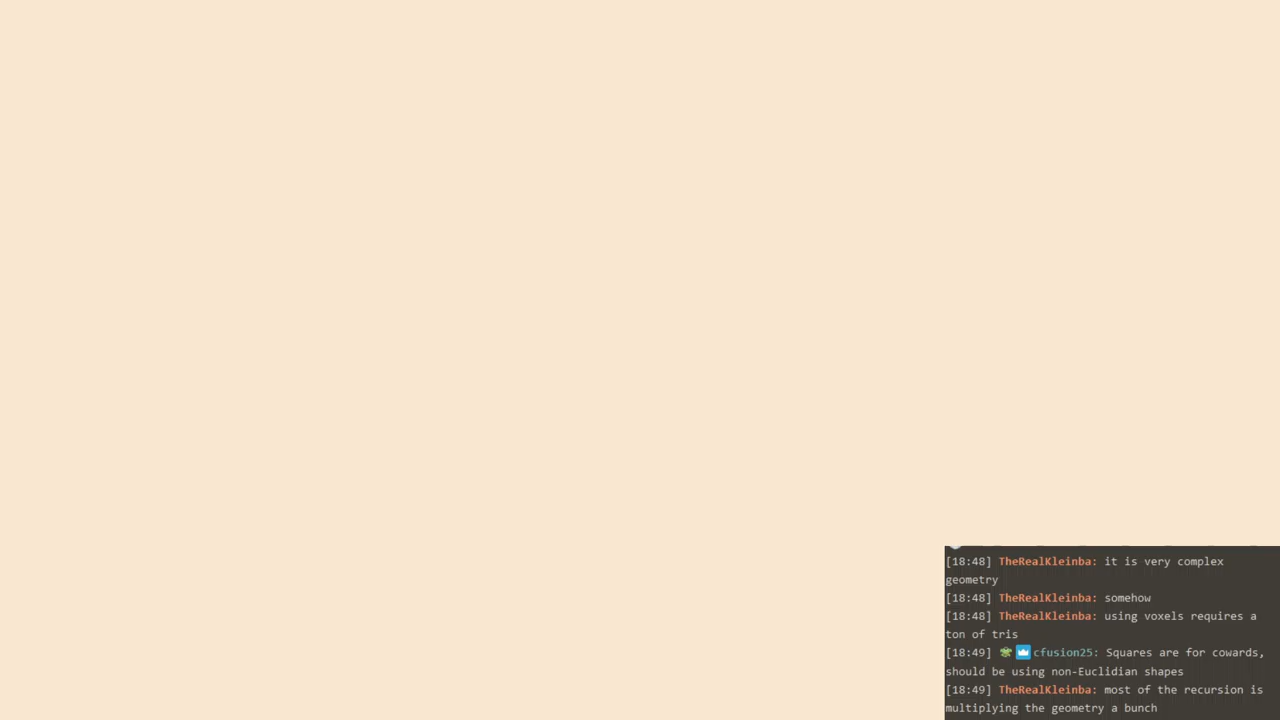 [18:48] TheRealKleinba: it is very complex
geometry
[18:48] TheRealKleinba: somehow
[18:48] TheRealKleinba: using voxels requires a
ton of tris
[18:49] cfusion25: Squares are for cowards,
should be using non-Euclidian shapes
[18:49] TheRealKleinba: most of the recursion is
multiplying the geometry a bunch